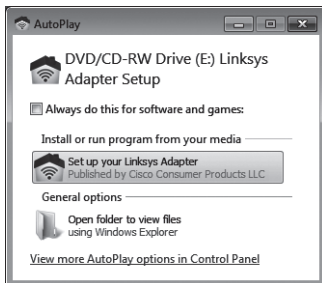 AutoPlay
DVD/CD-RW Drive (E:) Linksys
Adapter Setup
Always do this for software and games:
Install or run program from your media
Set up your Linksys Adapter
Published by Cisco Consumer Products LLC
General options
Open folder to view files
using Windows Explorer
View more AutoPlay options in Control Panel